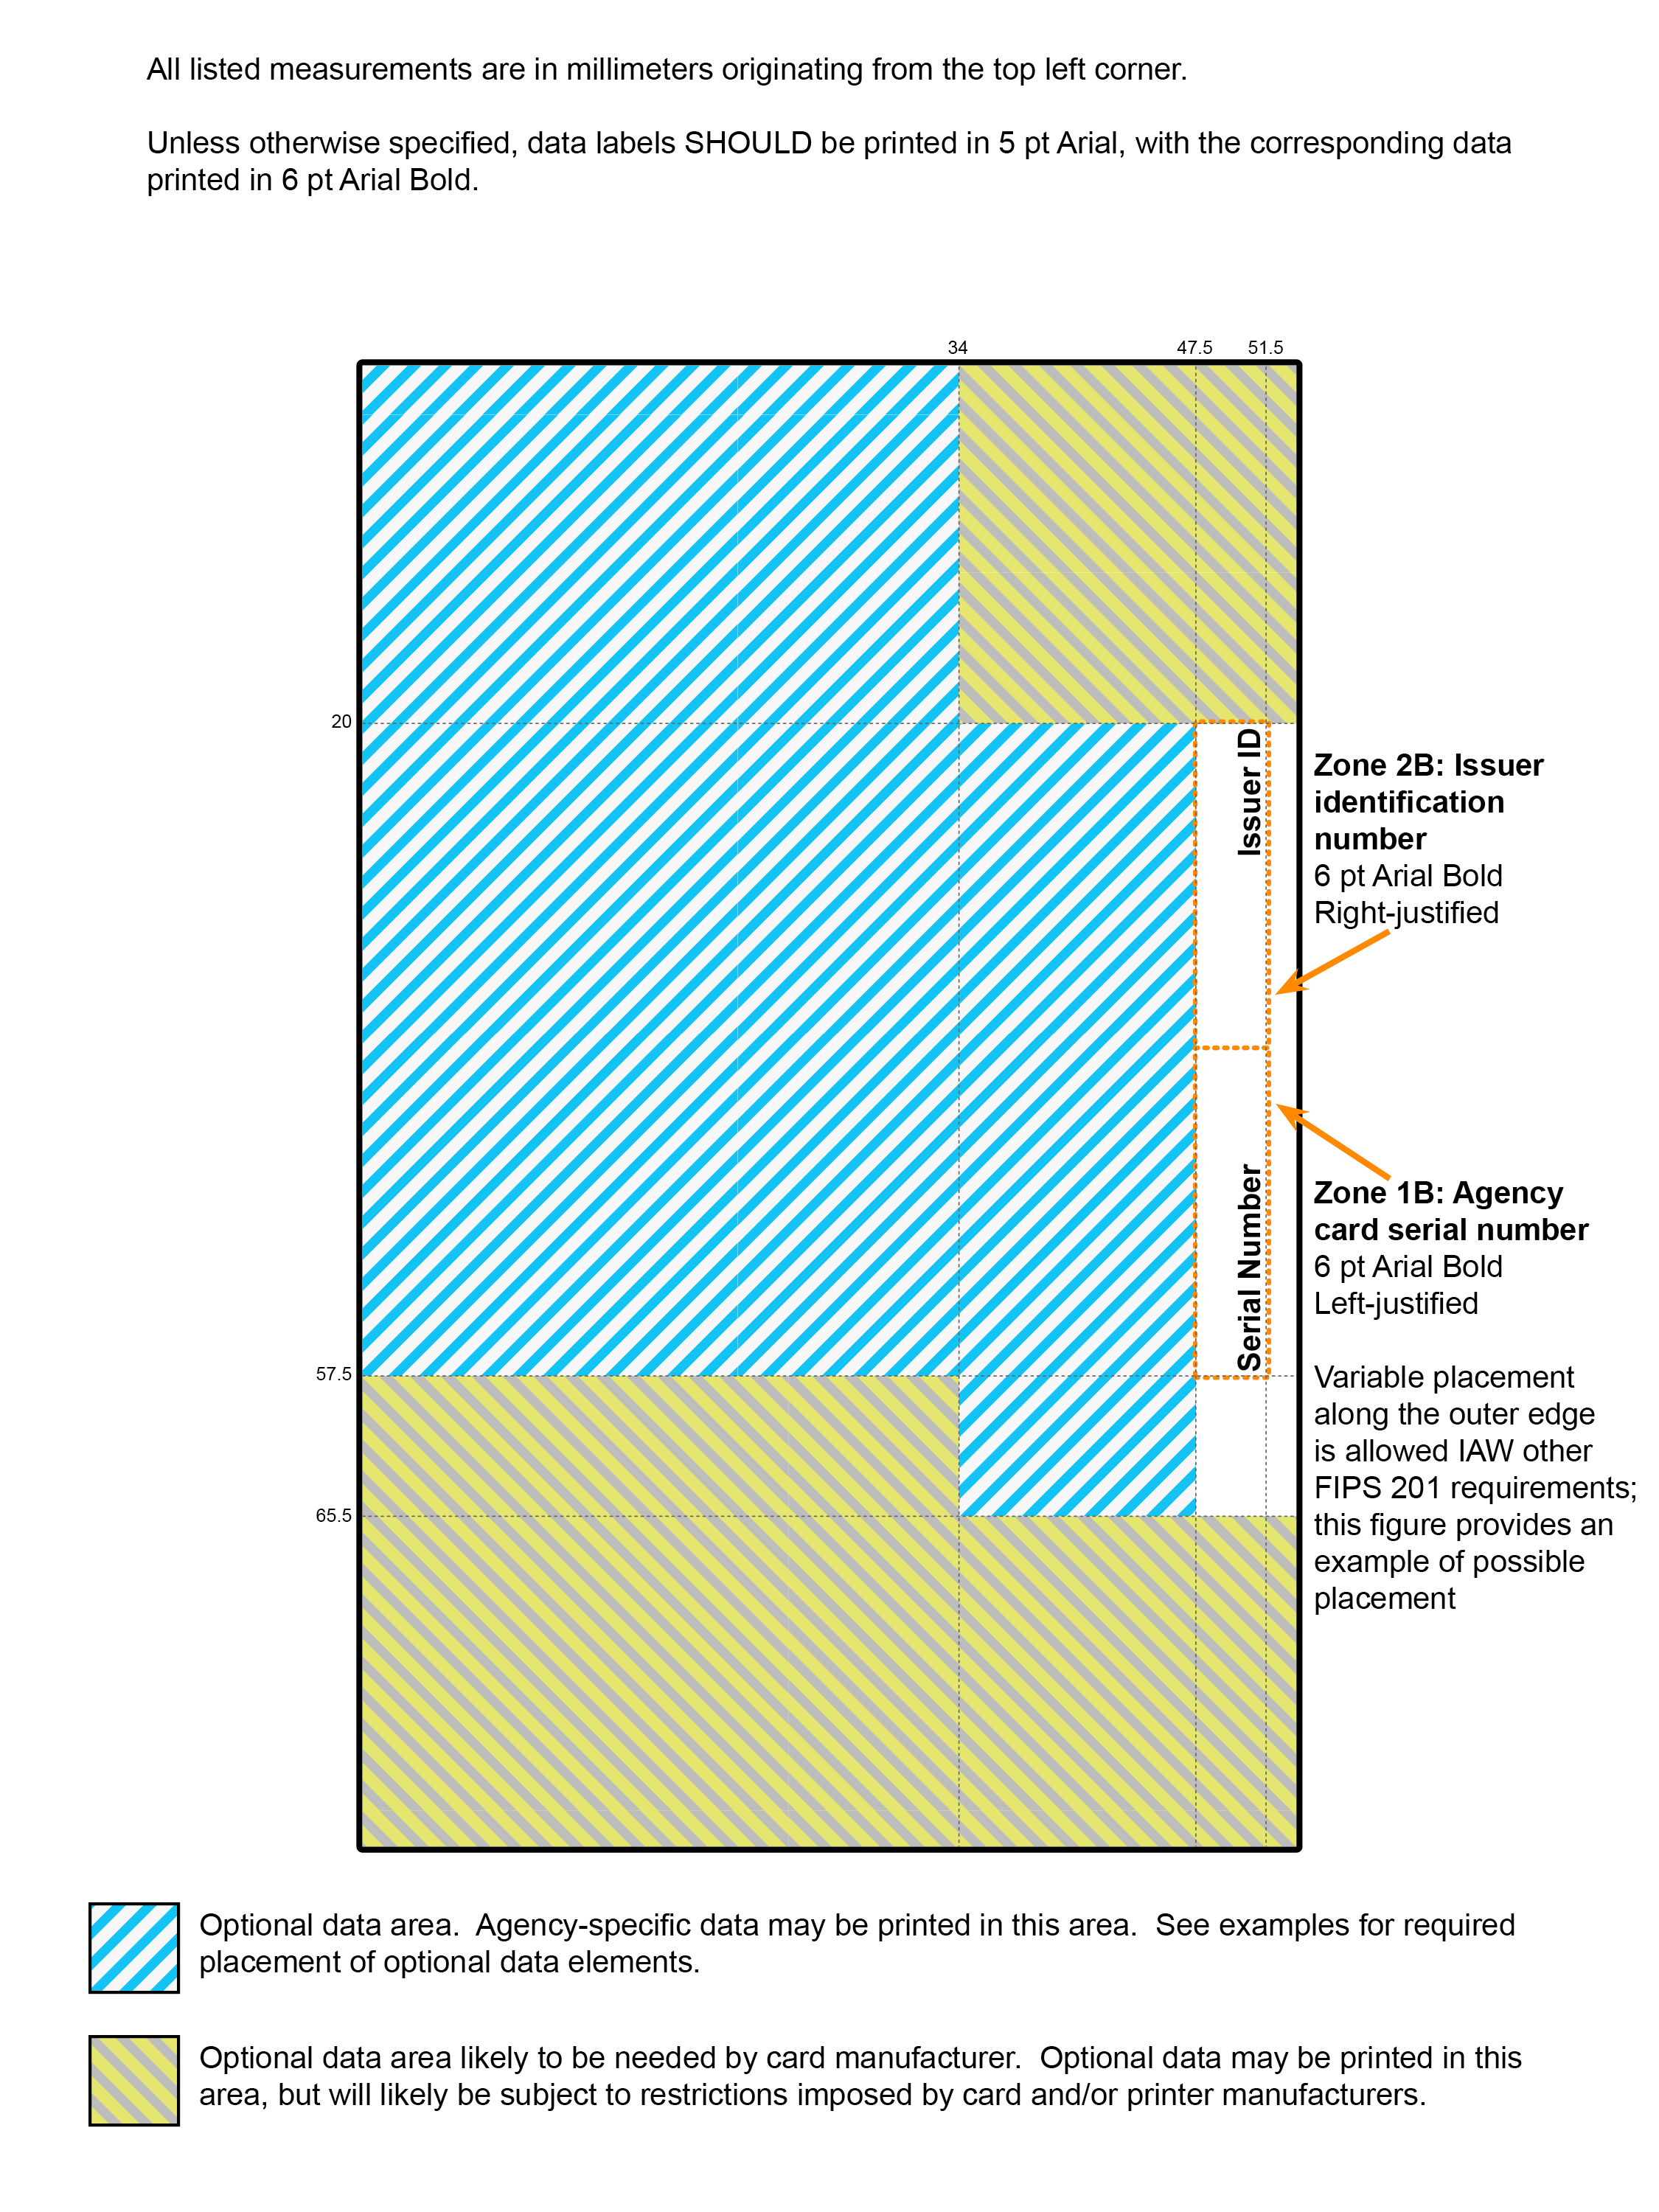 All listed measurements are in millimeters originating from the top left corner.
Unless otherwise specified, data labels SHOULD be printed in 5 pt Arial, with the corresponding data
printed in 6 pt Arial Bold.
34
47.5
51.5
20
57.5
65.5
Issuer ID
Serial Number
Zone 2B: Issuer
identification
number
6 pt Arial Bold
Right-justified
Zone 1B: Agency
card serial number
6 pt Arial Bold
Left-justified
Variable placement
along the outer edge
is allowed IAW other
FIPS 201 requirements;
this figure provides an
example of possible
placement
Optional data area.  Agency-specific data may be printed in this area.  See examples for required
placement of optional data elements.
Optional data area likely to be needed by card manufacturer.  Optional data may be printed in this
area, but will likely be subject to restrictions imposed by card and/or printer manufacturers.